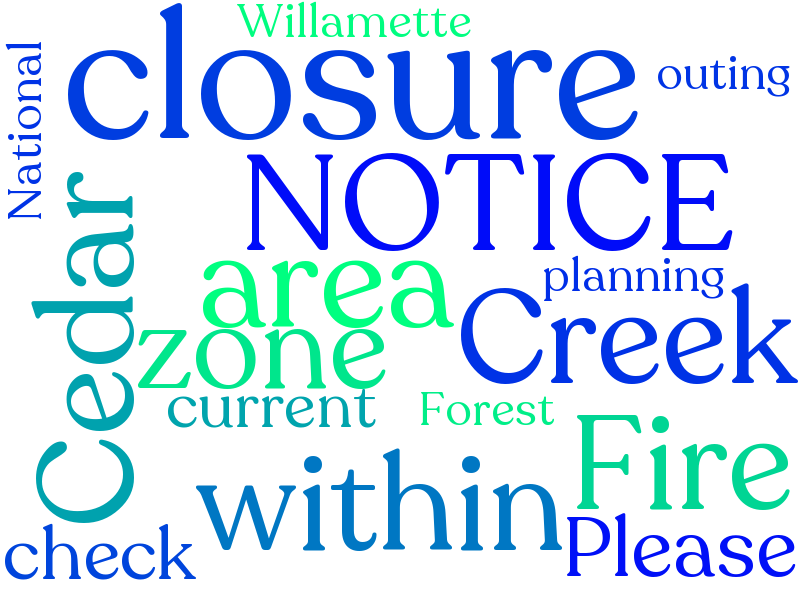 Willamette
closure
outing
National
NOTICE
Cedar
area
planning
Creek
zone
current
Forest
Fire
within
Please
check